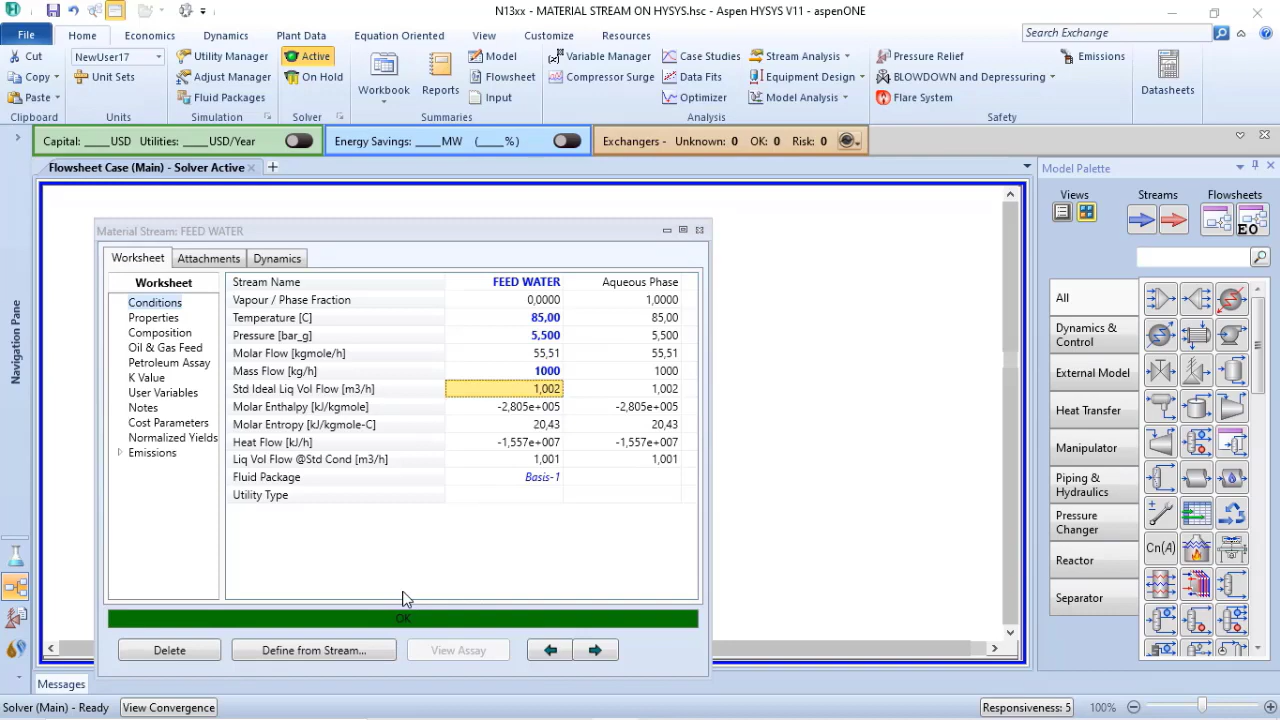 N13xx - MATERIAL STREAM ON HYSYS.hsc - Aspen HYSYS V11 - aspenONE
File Home Economics Dynamics Plant Data Equation Oriented View Customize Resources Search Exchange
Cut NewUser17 Utility Manager Active Model Variable Manager Case Studies Stream Analysis Pressure Relief Emissions
Copy Unit Sets Adjust Manager On Hold Workbook Reports Flowsheet Compressor Surge Data Fits Equipment Design BLOWDOWN and Depressuring Datasheets
Paste Fluid Packages Input Optimizer Model Analysis Flare System
Clipboard Units Simulation Solver Summaries Analysis Safety
Capital: ____ USD Utilities: ____ USD/Year Energy Savings: ____ MW (____ %) Exchangers - Unknown: 0 OK: 0 Risk: 0
Flowsheet Case (Main) - Solver Active
Navigation Pane
Material Stream: FEED WATER
Worksheet Attachments Dynamics
Worksheet
Conditions
Properties
Composition
Oil & Gas Feed
Petroleum Assay
K Value
User Variables
Notes
Cost Parameters
Normalized Yields
Emissions
Stream Name FEED WATER Aqueous Phase
Vapour / Phase Fraction 0,0000 1,0000
Temperature [C] 85,00 85,00
Pressure [bar_g] 5,500 5,500
Molar Flow [kgmole/h] 55,51 55,51
Mass Flow [kg/h] 1000 1000
Std Ideal Liq Vol Flow [m3/h] 1,002 1,002
Molar Enthalpy [kJ/kgmole] -2,805e+005 -2,805e+005
Molar Entropy [kJ/kgmole-C] 20,43 20,43
Heat Flow [kJ/h] -1,557e+007 -1,557e+007
Liq Vol Flow @Std Cond [m3/h] 1,001 1,001
Fluid Package Basis-1
Utility Type
OK
Delete Define from Stream... View Assay
Model Palette
Views Streams Flowsheets
EO
All
Dynamics &
Control
External Model
Heat Transfer
Manipulator
Piping &
Hydraulics
Pressure
Changer
Reactor
Separator
Cn(A)
Messages
Solver (Main) - Ready View Convergence Responsiveness: 5 100%